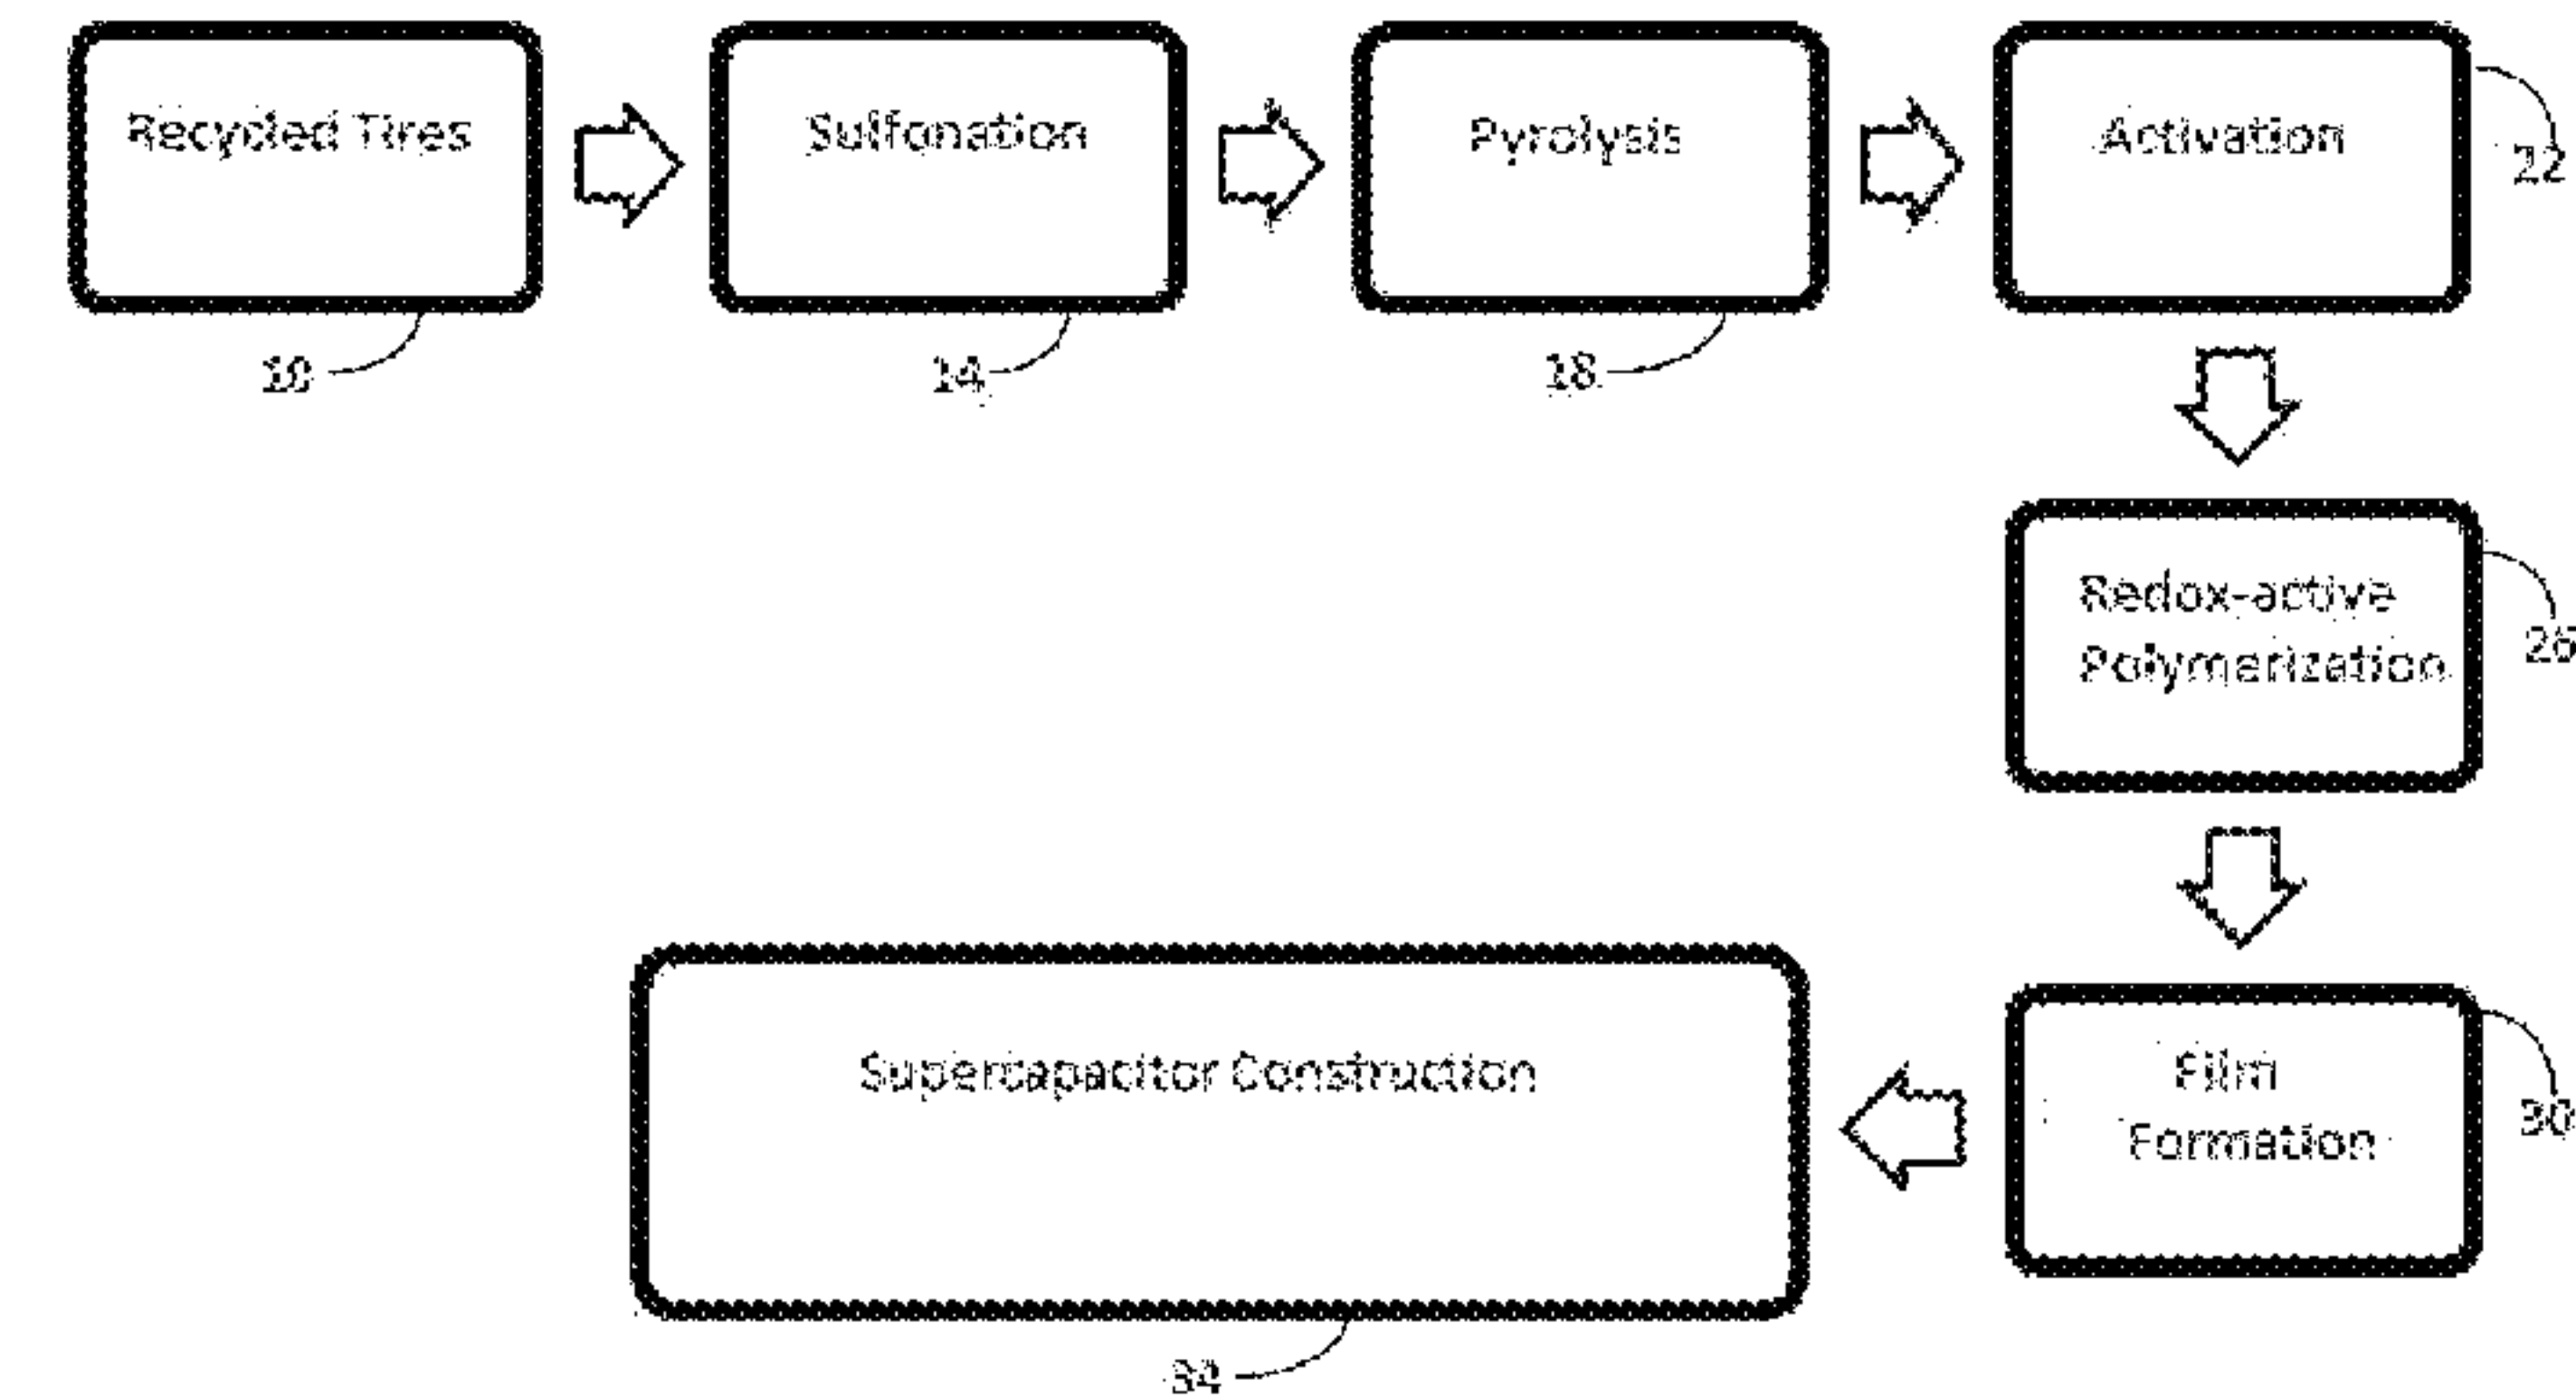 Recycled Tires
Sulfonation
Pyrolysis
Activation
22
10
14
18
Redox-active
Polymerization
26
Supercapacitor Construction
Film
Formation
30
34